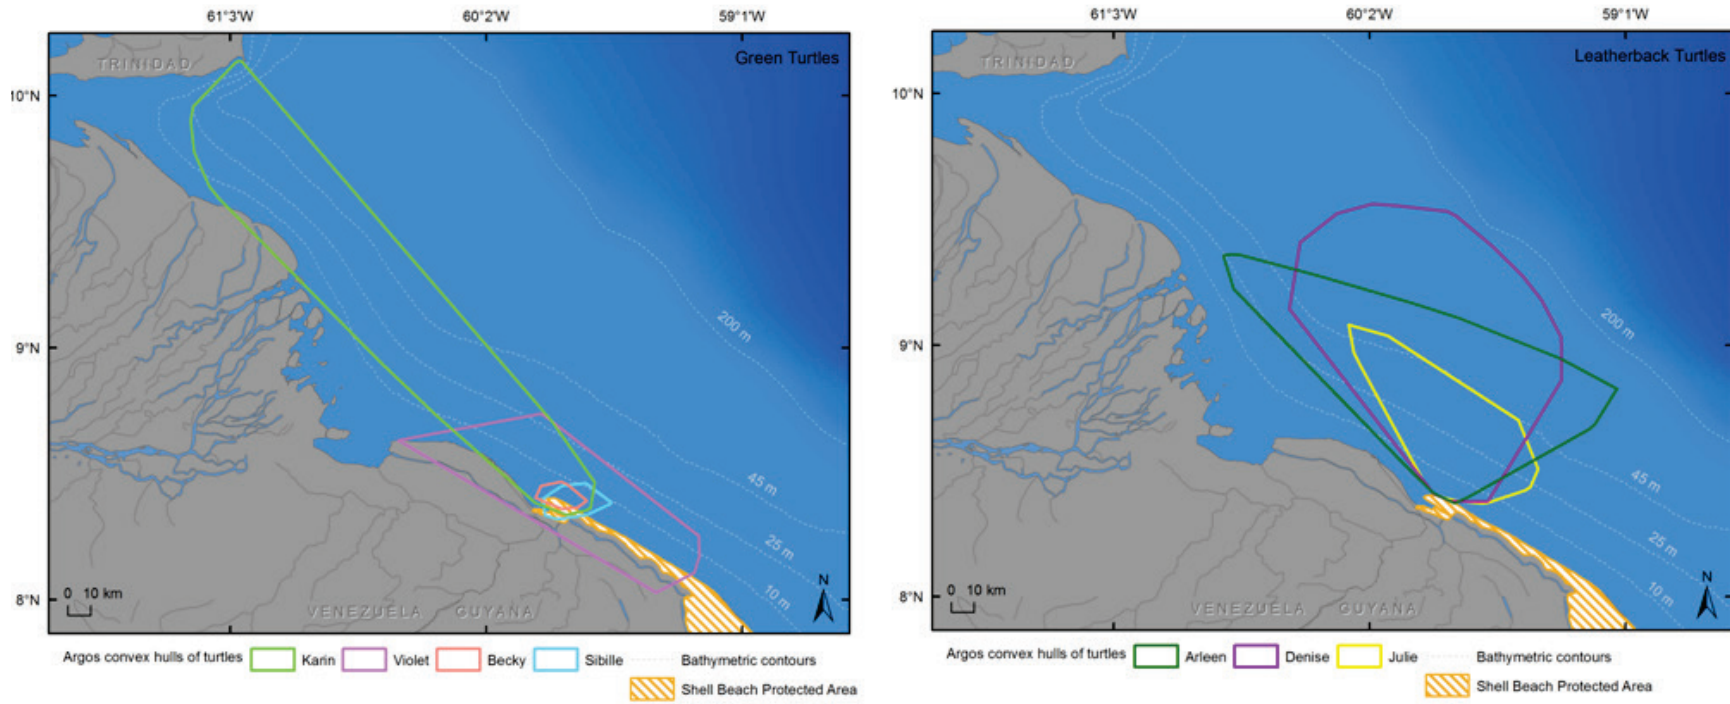 61°3'W 60°2'W 59°1'W
TRINIDAD
Green Turtles
10°N
200 m
9°N
45 m
25 m
10 m
8°N
0 10 km
VENEZUELA GUYANA
N
Argos convex hulls of turtles Karin Violet Becky Sibille Bathymetric contours
Shell Beach Protected Area
61°3'W 60°2'W 59°1'W
TRINIDAD
Leatherback Turtles
10°N
200 m
9°N
45 m
25 m
10 m
8°N
0 10 km
VENEZUELA GUYANA
N
Argos convex hulls of turtles Arleen Denise Julie Bathymetric contours
Shell Beach Protected Area